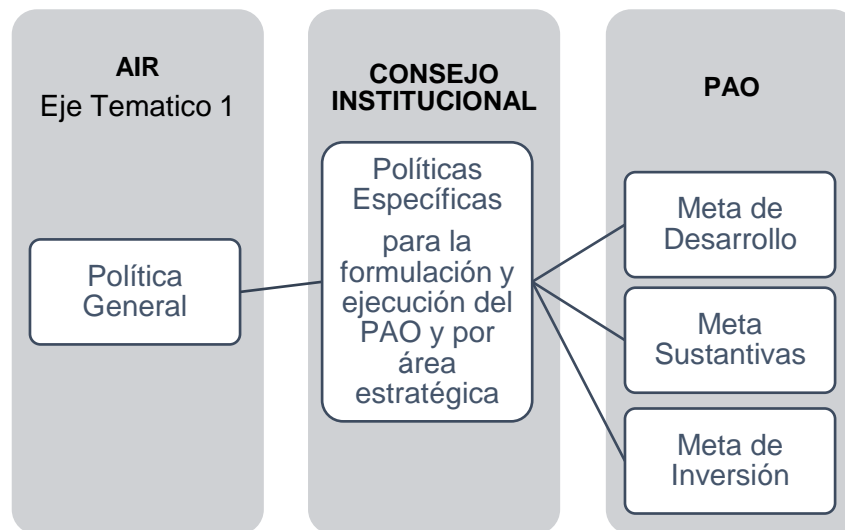 AIR
Eje Tematico 1
Política
General
CONSEJO
INSTITUCIONAL
Políticas
Específicas
para la
formulación y
ejecución del
PAO y por
área
estratégica
PAO
Meta de
Desarrollo
Meta
Sustantivas
Meta de
Inversión